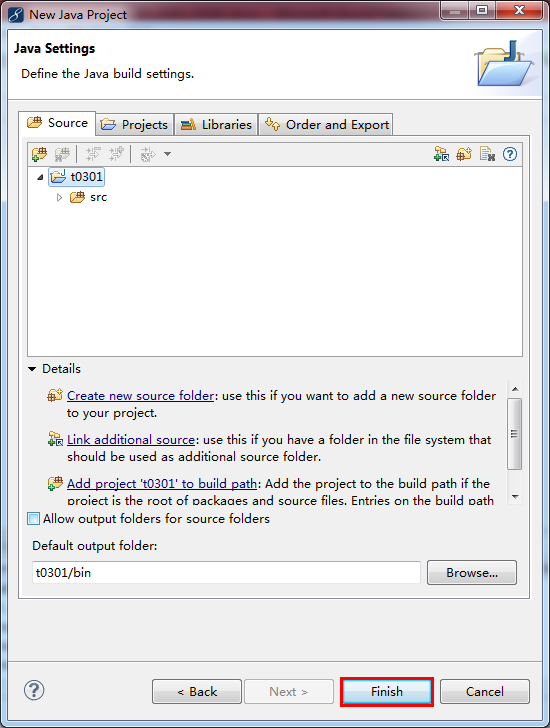 New Java Project
Java Settings
Define the Java build settings.
Source
Projects
Libraries
Order and Export
t0301
src
Details
Create new source folder: use this if you want to add a new source folder
to your project.
Link additional source: use this if you have a folder in the file system that
should be used as additional source folder.
Add project 't0301' to build path: Add the project to the build path if the
project is the root of packages and source files. Entries on the build path
Allow output folders for source folders
Default output folder:
t0301/bin
Browse...
< Back
Next >
Finish
Cancel